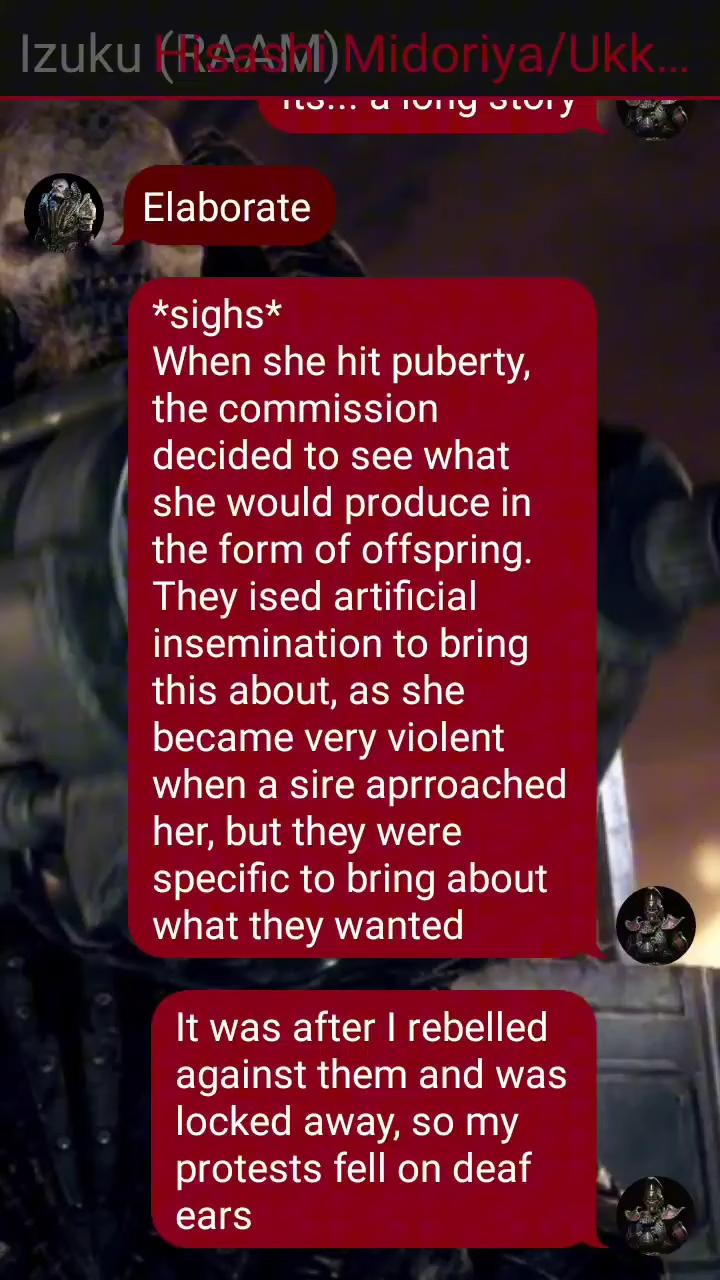 Izuku (RAAM) Hisashi Midoriya/Ukk...
Its... a long story
Elaborate
*sighs*
When she hit puberty,
the commission
decided to see what
she would produce in
the form of offspring.
They ised artificial
insemination to bring
this about, as she
became very violent
when a sire aprroached
her, but they were
specific to bring about
what they wanted
It was after I rebelled
against them and was
locked away, so my
protests fell on deaf
ears